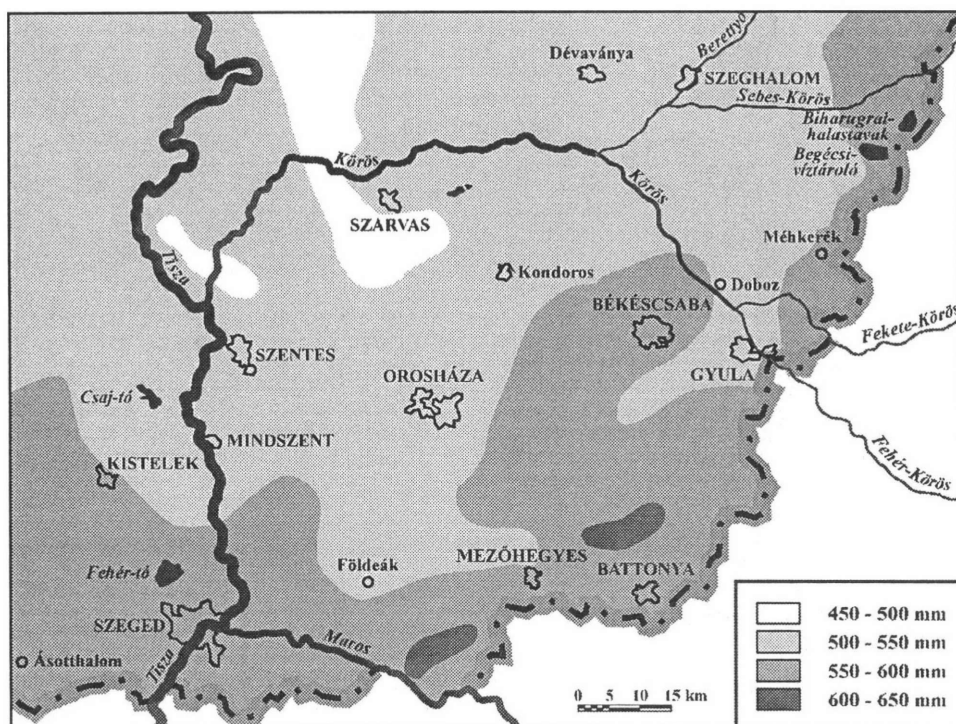 Dévaványa
Berettyo
SZEGHALOM
Sebes-Körös
Biharugrai-
halastavak
Begécsi-
víztároló
Körös
Körös
SZARVAS
Méhkerék
Tisza
Kondoros
Doboz
BÉKÉSCSABA
Fekete-Körös
SZENTES
GYULA
OROSHÁZA
Csaj-tó
MINDSZENT
KISTELEK
Fehér-Körös
Fehér-tó
Földeák
MEZŐHEGYES
BATTONYA
SZEGED
Maros
Ásotthalom
Tisza
0 5 10 15 km
450 - 500 mm
500 - 550 mm
550 - 600 mm
600 - 650 mm